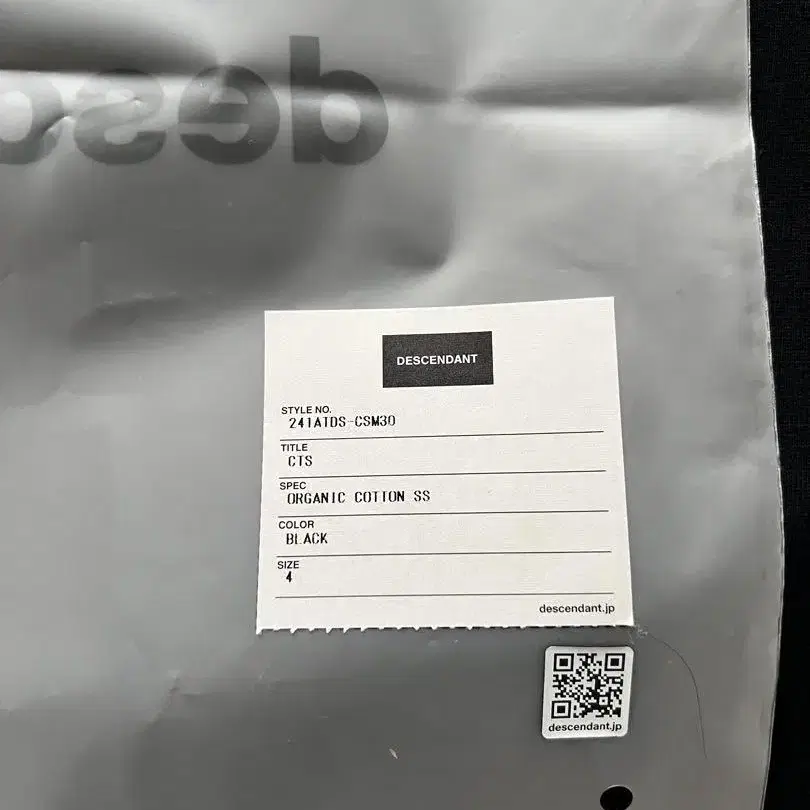 desc
DESCENDANT
STYLE NO.
241ATDS-CSM30
TITLE
CTS
SPEC
ORGANIC COTTON SS
COLOR
BLACK
SIZE
4
descendant.jp
descendant.jp